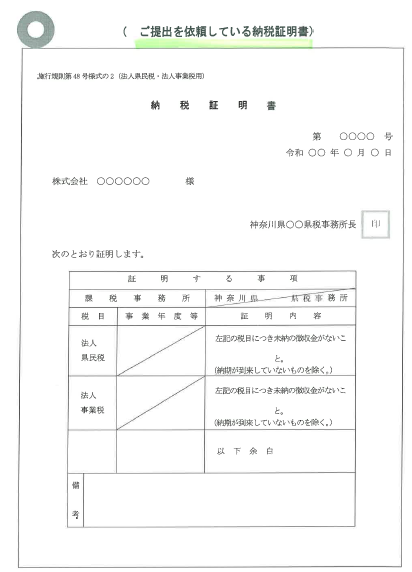 （ ご提出を依頼している納税証明書）
施行規則第48号様式の2（法人県民税・法人事業税用）
納 税 証 明 書
第 〇〇〇〇 号
令和 〇〇 年 〇 月 〇 日
株式会社 〇〇〇〇〇〇 様
神奈川県〇〇県税事務所長 印
次のとおり証明します。
証 明 す る 事 項
課 税 事 務 所 神 奈 川 県 県 税 事 務 所
税 目 事 業 年 度 等 証 明 内 容
法人
県民税
左記の税目につき未納の徴収金がないこ
と。
(納期が到来していないものを除く。)
法人
事業税
左記の税目につき未納の徴収金がないこ
と。
(納期が到来していないものを除く。)
以 下 余 白
備
考